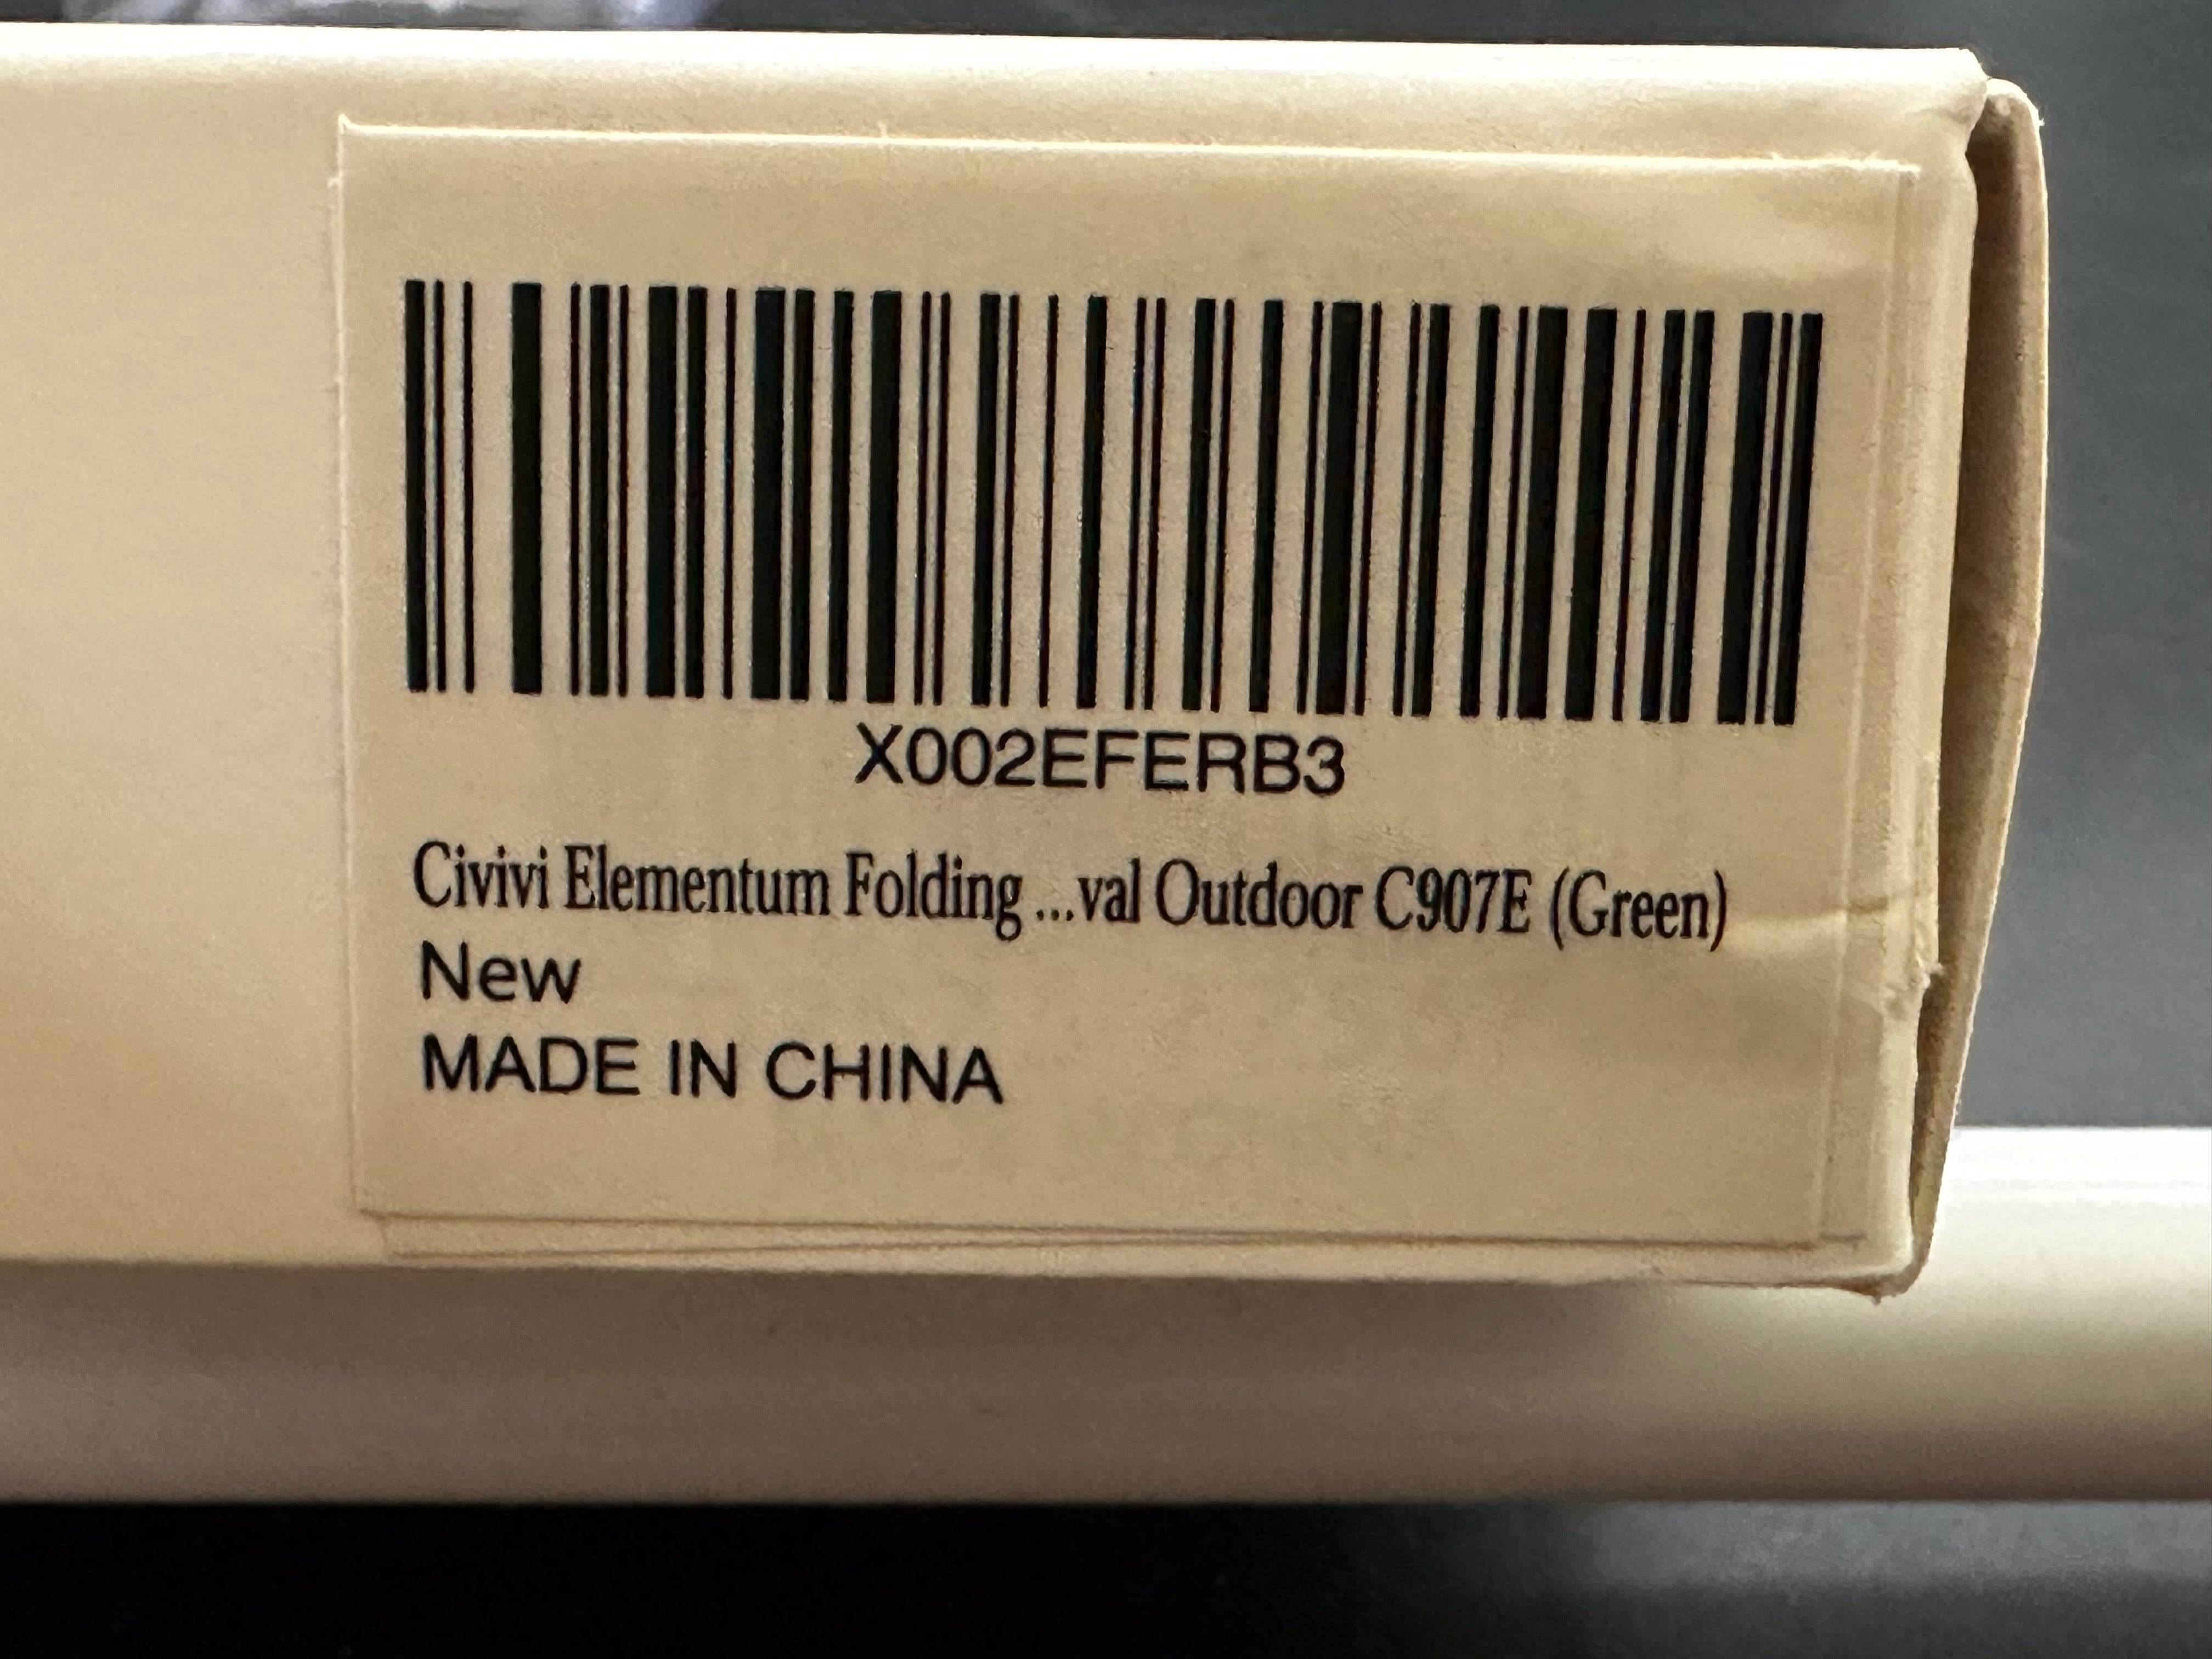 X002EFERB3
Civivi Elementum Folding ...val Outdoor C907E (Green)
New
MADE IN CHINA